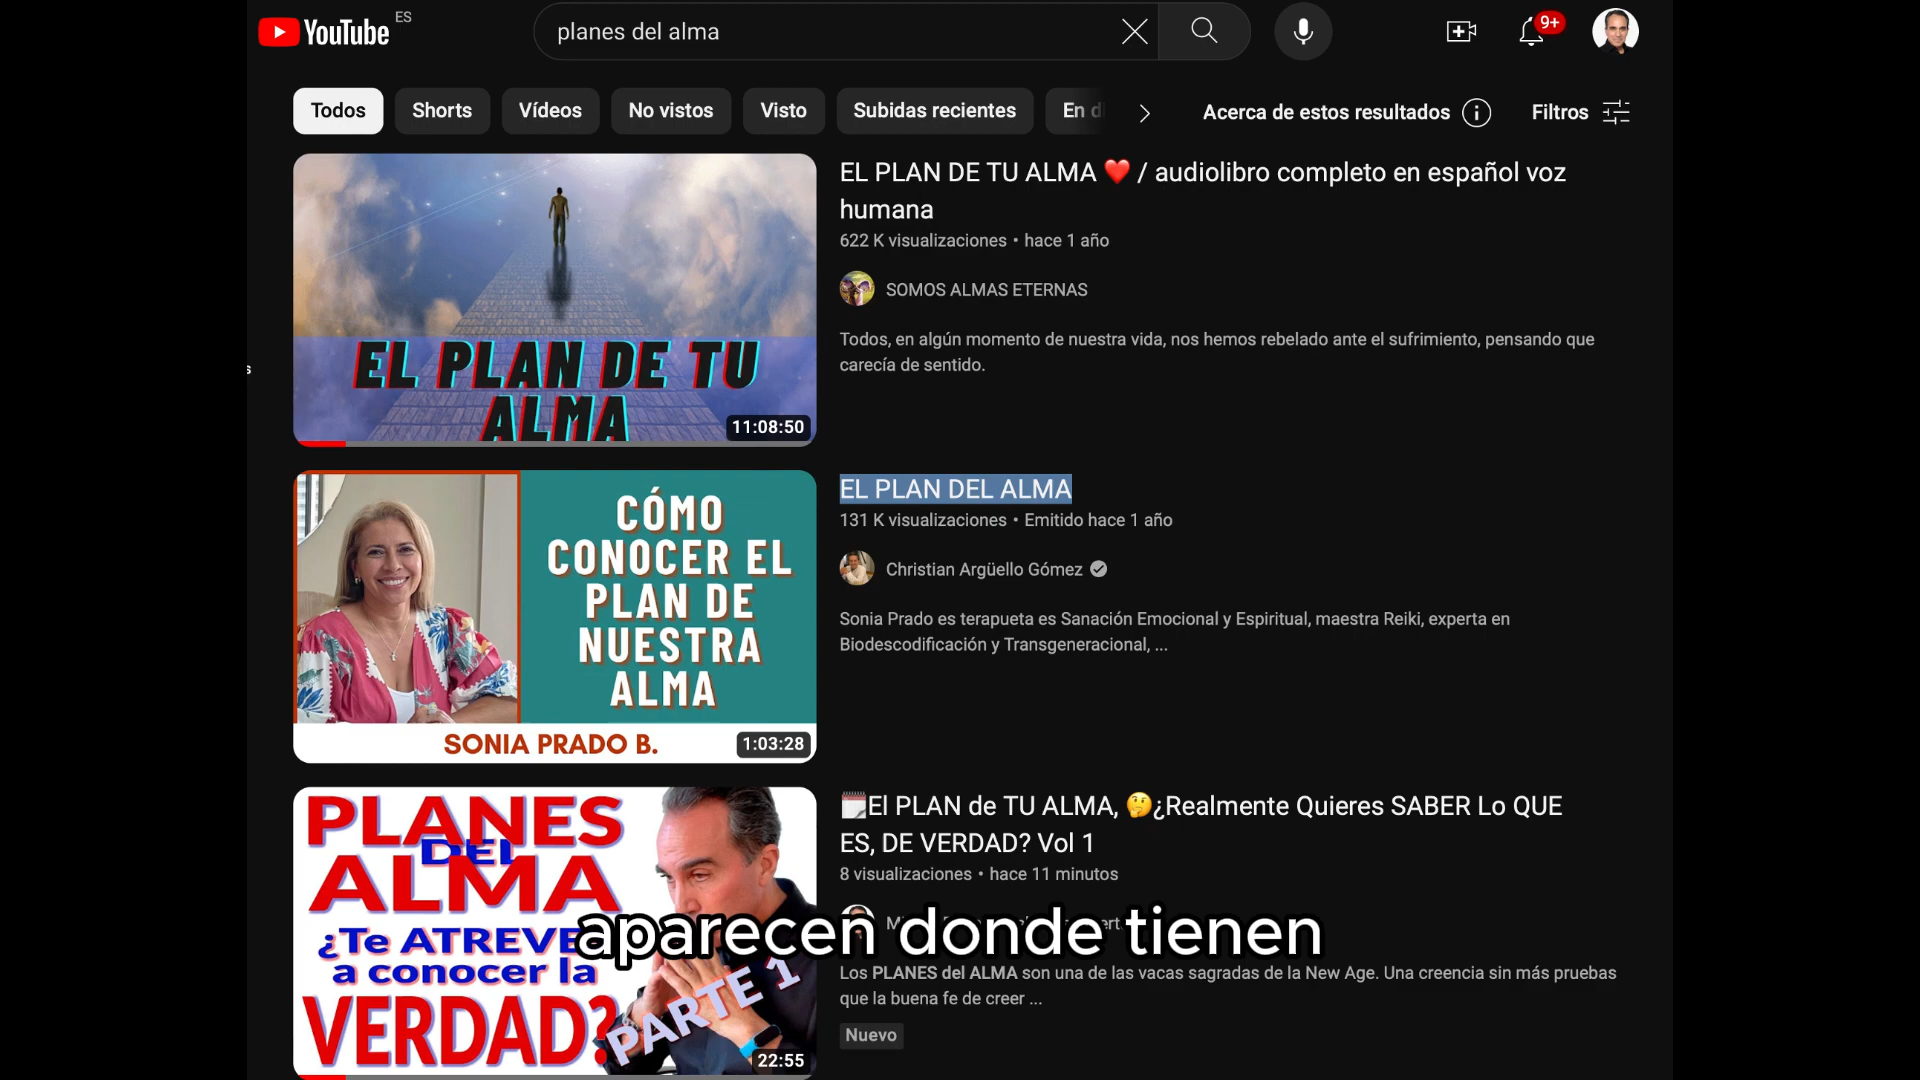 YouTube ES
planes del alma
9+
Todos
Shorts
Vídeos
No vistos
Visto
Subidas recientes
En di
Acerca de estos resultados
Filtros
EL PLAN DE TU
ALMA
11:08:50
EL PLAN DE TU ALMA ❤️ / audiolibro completo en español voz
humana
622 K visualizaciones • hace 1 año
SOMOS ALMAS ETERNAS
Todos, en algún momento de nuestra vida, nos hemos rebelado ante el sufrimiento, pensando que
carecía de sentido.
s
CÓMO
CONOCER EL
PLAN DE
NUESTRA
ALMA
SONIA PRADO B.
1:03:28
EL PLAN DEL ALMA
131 K visualizaciones • Emitido hace 1 año
Christian Argüello Gómez
Sonia Prado es terapueta es Sanación Emocional y Espiritual, maestra Reiki, experta en
Biodescodificación y Transgeneracional, ...
PLANES
DEL
ALMA
¿Te ATREVES
a conocer la
VERDAD?
PARTE 1
22:55
🗓️El PLAN de TU ALMA, 🤔¿Realmente Quieres SABER Lo QUE
ES, DE VERDAD? Vol 1
8 visualizaciones • hace 11 minutos
aparecen donde tienen
Los PLANES del ALMA son una de las vacas sagradas de la New Age. Una creencia sin más pruebas
que la buena fe de creer ...
Nuevo